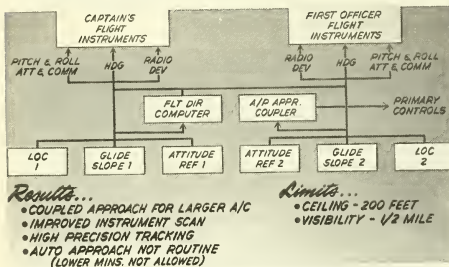 CAPTAIN'S
FLIGHT
INSTRUMENTS
FIRST OFFICER
FLIGHT
INSTRUMENTS
PITCH & ROLL
ATT & COMM
HDG
RADIO
DEV
RADIO
DEV
HDG
PITCH & ROLL
ATT & COMM
FLT DIR
COMPUTER
A/P APPR.
COUPLER
PRIMARY
CONTROLS
LOC
1
GLIDE
SLOPE 1
ATTITUDE
REF 1
ATTITUDE
REF 2
GLIDE
SLOPE 2
LOC
2
Results...
• COUPLED APPROACH FOR LARGER A/C
• IMPROVED INSTRUMENT SCAN
• HIGH PRECISION TRACKING
• AUTO APPROACH NOT ROUTINE
(LOWER MINS. NOT ALLOWED)
Limits...
• CEILING - 200 FEET
• VISIBILITY - 1/2 MILE